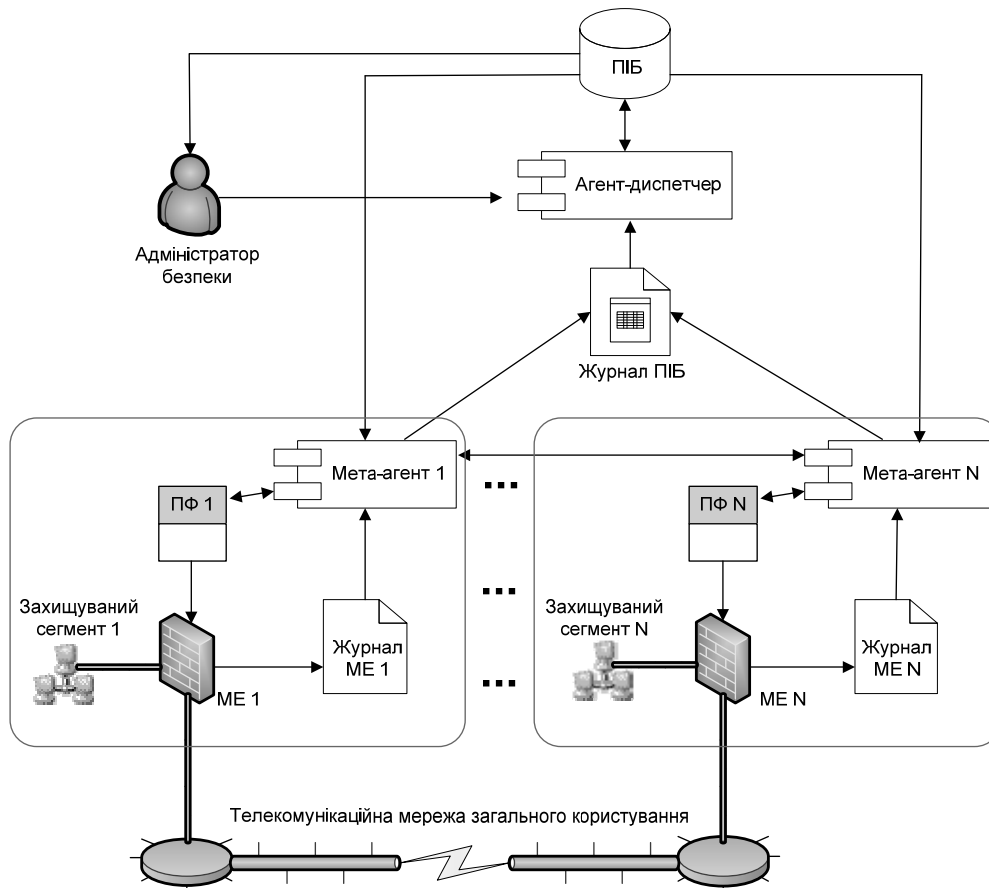 ПІБ
Агент-диспетчер
Адміністратор
безпеки
Журнал ПІБ
Мета-агент 1
...
Мета-агент N
ПФ 1
ПФ N
...
Захищуваний
сегмент 1
Журнал
МЕ 1
МЕ 1
...
Захищуваний
сегмент N
Журнал
МЕ N
МЕ N
Телекомунікаційна мережа загального користування